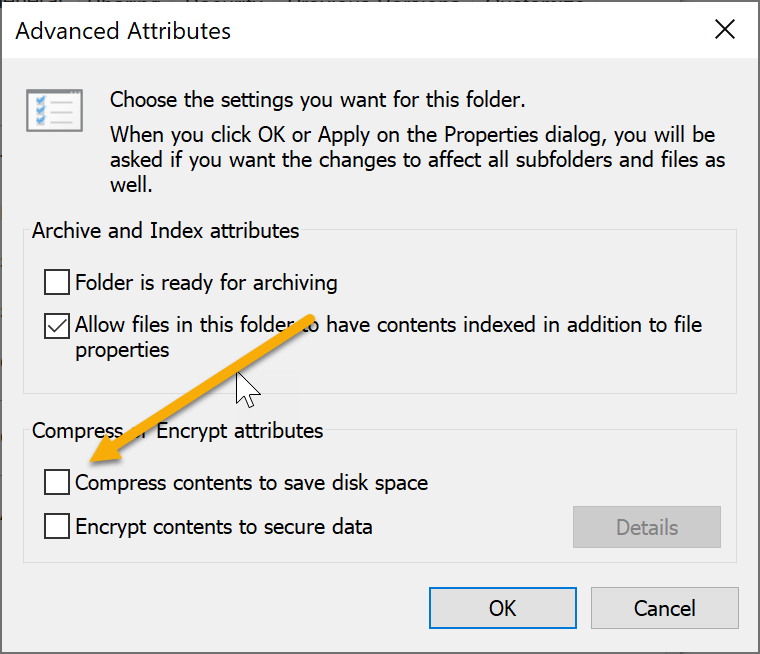 Advanced Attributes
Choose the settings you want for this folder.
When you click OK or Apply on the Properties dialog, you will be
asked if you want the changes to affect all subfolders and files as
well.
Archive and Index attributes
Folder is ready for archiving
Allow files in this folder to have contents indexed in addition to file
properties
Compress or Encrypt attributes
Compress contents to save disk space
Encrypt contents to secure data
Details
OK
Cancel